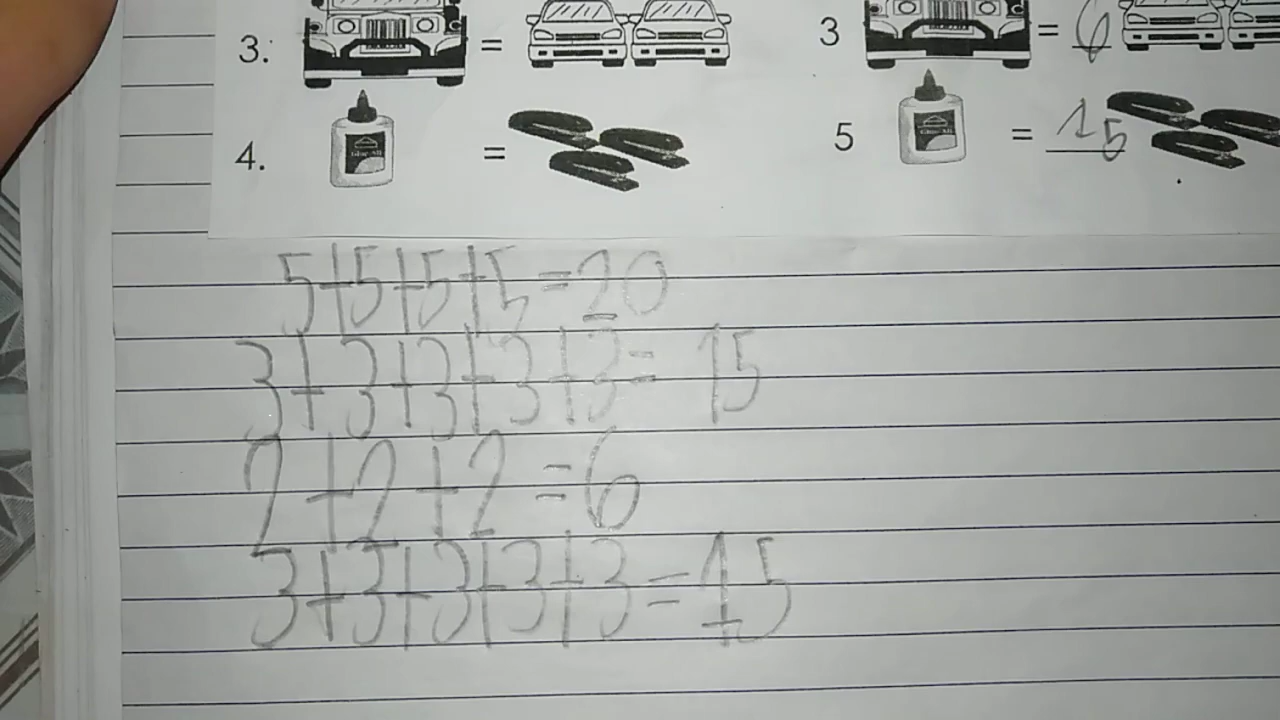 3. = 3 = 6
4. = 5 = 15
5+5+5+5=20
3+3+3+3+3= 15
2+2+2=6
3+3+3+3+3=15